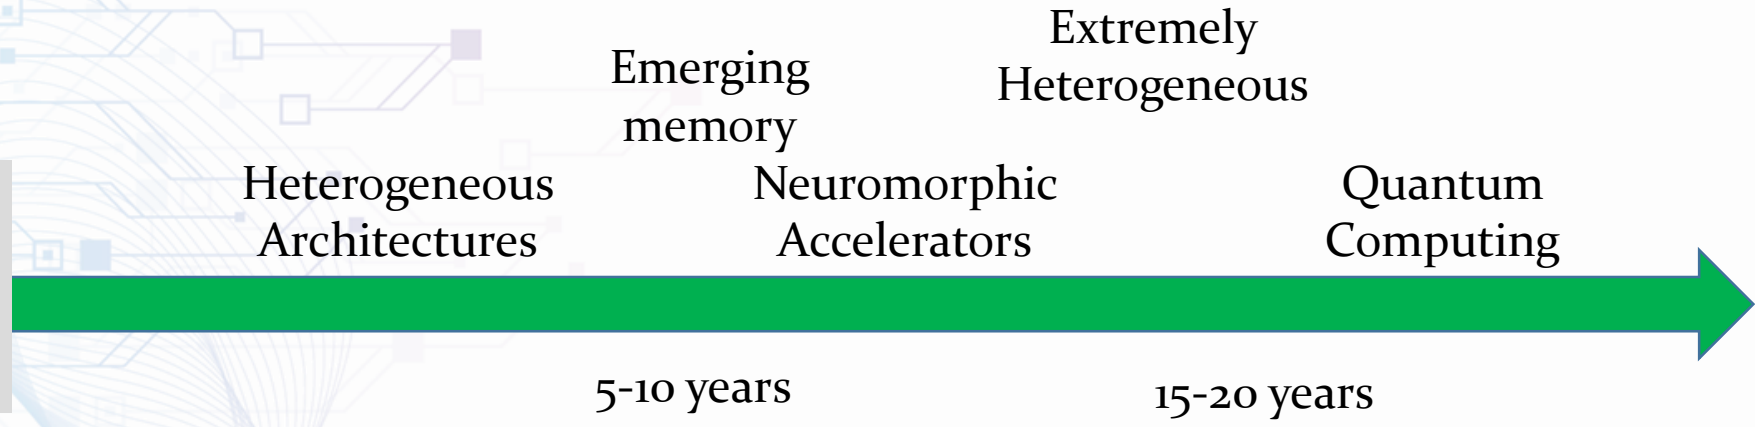 Extremely
Heterogeneous
Emerging
memory
Heterogeneous
Architectures
Neuromorphic
Accelerators
Quantum
Computing
5-10 years
15-20 years